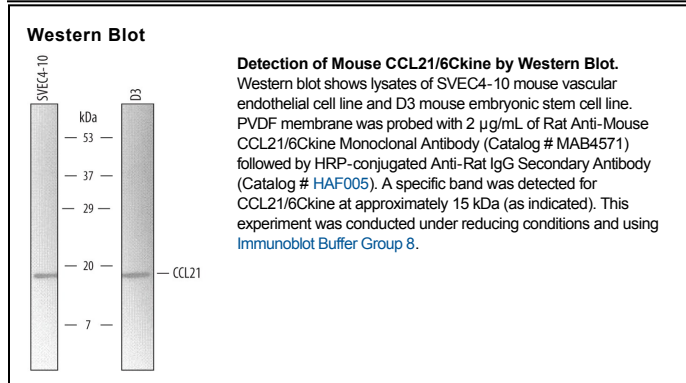 Western Blot
SVEC4-10
D3
kDa
53
37
29
20
CCL21
7
Detection of Mouse CCL21/6Ckine by Western Blot.
Western blot shows lysates of SVEC4-10 mouse vascular
endothelial cell line and D3 mouse embryonic stem cell line.
PVDF membrane was probed with 2 µg/mL of Rat Anti-Mouse
CCL21/6Ckine Monoclonal Antibody (Catalog # MAB4571)
followed by HRP-conjugated Anti-Rat IgG Secondary Antibody
(Catalog # HAF005). A specific band was detected for
CCL21/6Ckine at approximately 15 kDa (as indicated). This
experiment was conducted under reducing conditions and using
Immunoblot Buffer Group 8.